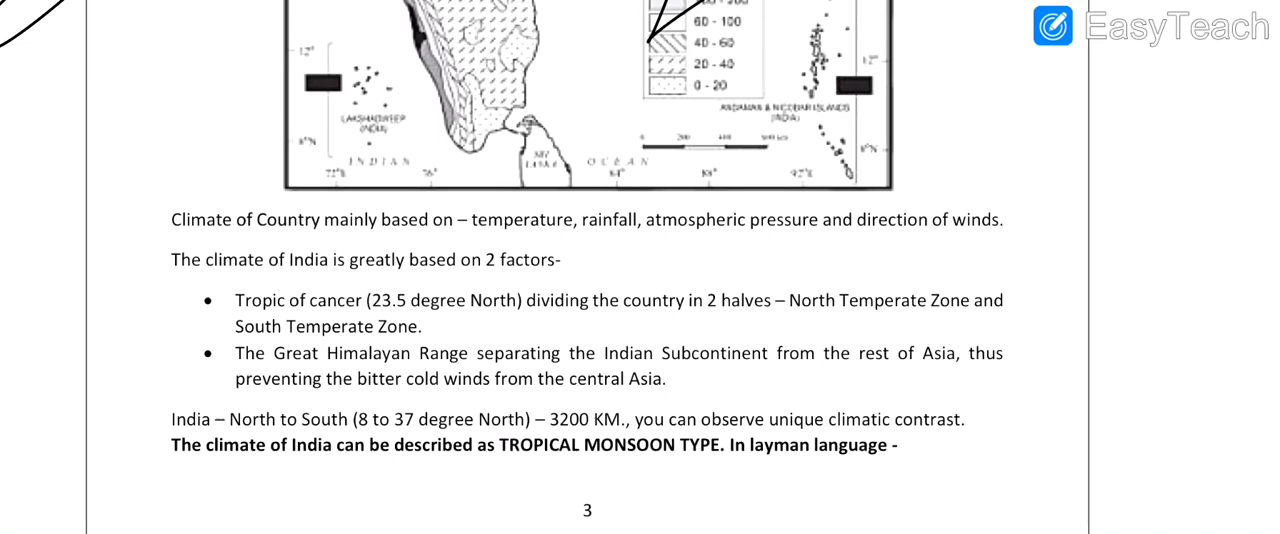 EasyTeach
60 - 100
12°
40 - 60
20 - 40
12°
0 - 20
ANDAMAN & NICOBAR ISLANDS
(INDIA)
LAKSHADWEEP
(INDIA)
0 200 400
8°N
8°N
INDIAN OCEAN
SRI
LANKA
72°E 76° 84° 88° 92°E
Climate of Country mainly based on – temperature, rainfall, atmospheric pressure and direction of winds.
The climate of India is greatly based on 2 factors-
• Tropic of cancer (23.5 degree North) dividing the country in 2 halves – North Temperate Zone and
South Temperate Zone.
• The Great Himalayan Range separating the Indian Subcontinent from the rest of Asia, thus
preventing the bitter cold winds from the central Asia.
India – North to South (8 to 37 degree North) – 3200 KM., you can observe unique climatic contrast.
The climate of India can be described as TROPICAL MONSOON TYPE. In layman language -
3